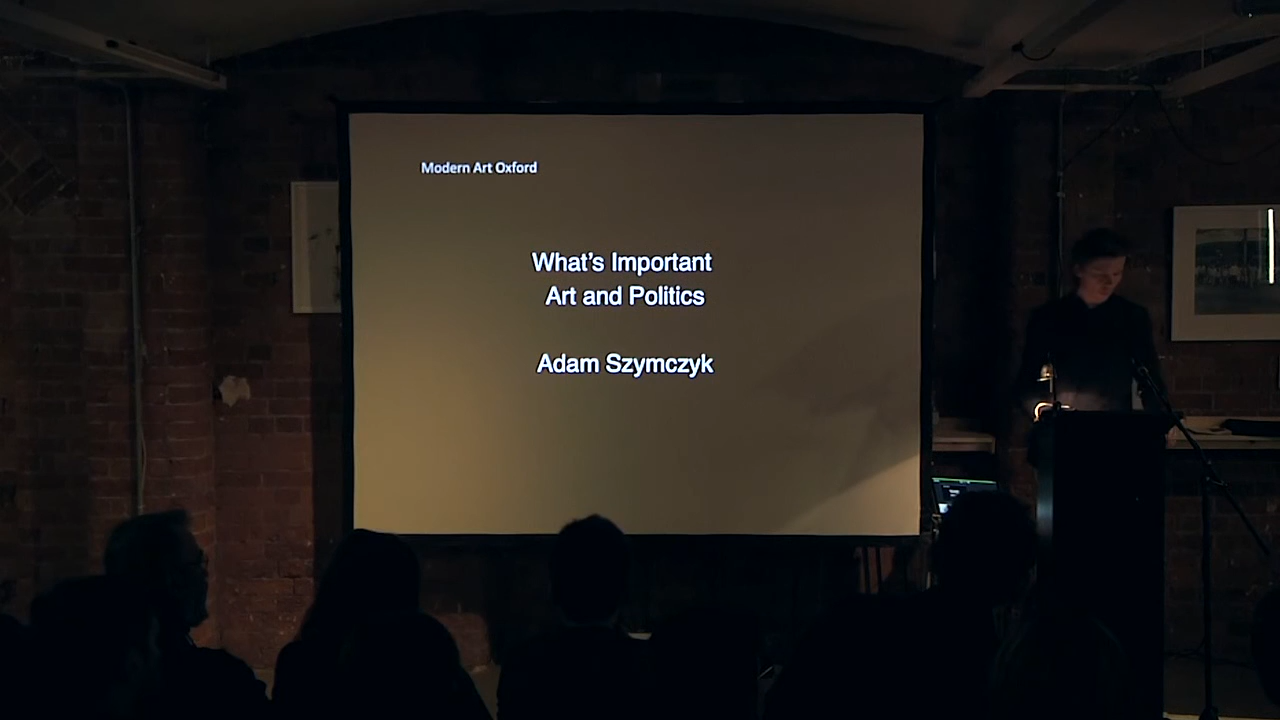 Modern Art Oxford
What's Important
Art and Politics
Adam Szymczyk